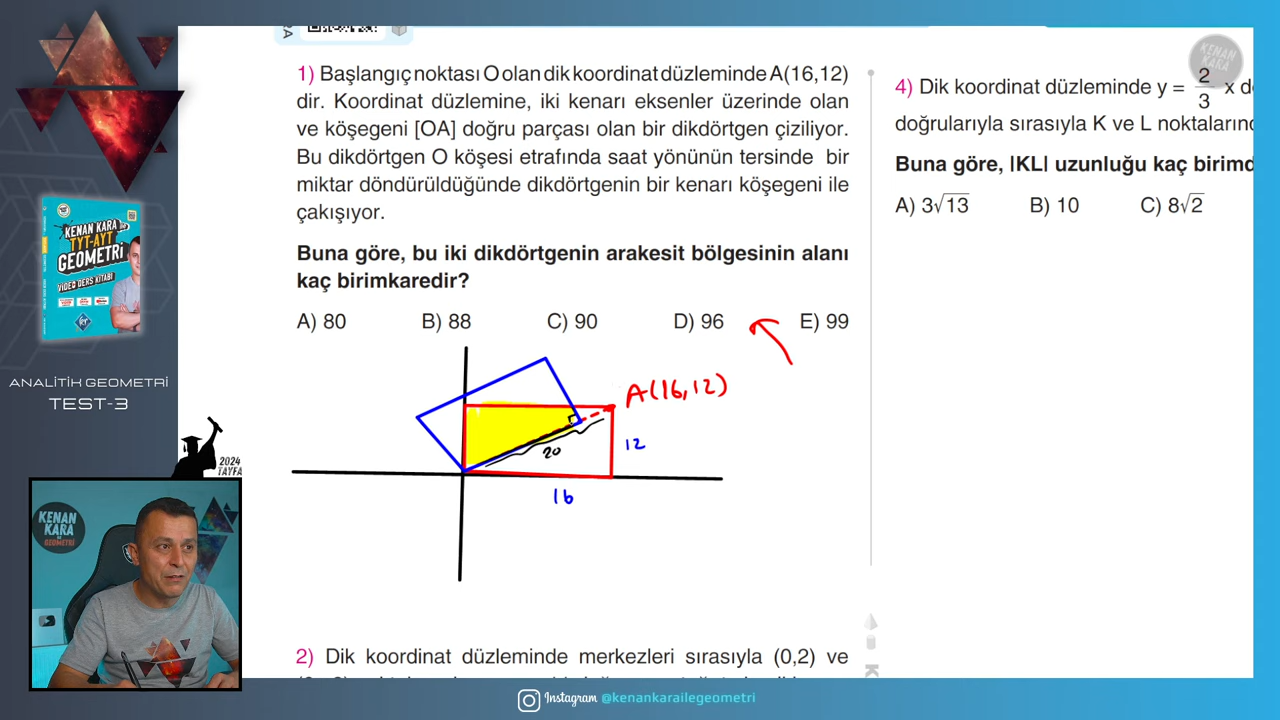 KENAN
KARA
1) Başlangıç noktası O olan dik koordinat düzleminde A(16,12)
dir. Koordinat düzlemine, iki kenarı eksenler üzerinde olan
ve köşegeni [OA] doğru parçası olan bir dikdörtgen çiziliyor.
Bu dikdörtgen O köşesi etrafında saat yönünün tersinde bir
miktar döndürüldüğünde dikdörtgenin bir kenarı köşegeni ile
çakışıyor.
Buna göre, bu iki dikdörtgenin arakesit bölgesinin alanı
kaç birimkaredir?
A) 80 B) 88 C) 90 D) 96 E) 99
A(16,12)
20
12
16
2) Dik koordinat düzleminde merkezleri sırasıyla (0,2) ve
4) Dik koordinat düzleminde y = 2/3 x d
doğrularıyla sırasıyla K ve L noktalarınd
Buna göre, |KL| uzunluğu kaç birimd
A) 3√13 B) 10 C) 8√2
KENAN KARA
TYT-AYT
GEOMETRİ
VİDEO DERS KİTABI
ANALİTİK GEOMETRİ
TEST-3
2024
TAYFA
KENAN
KARA
GEOMETRİ
Instagram @kenankarailegeometri